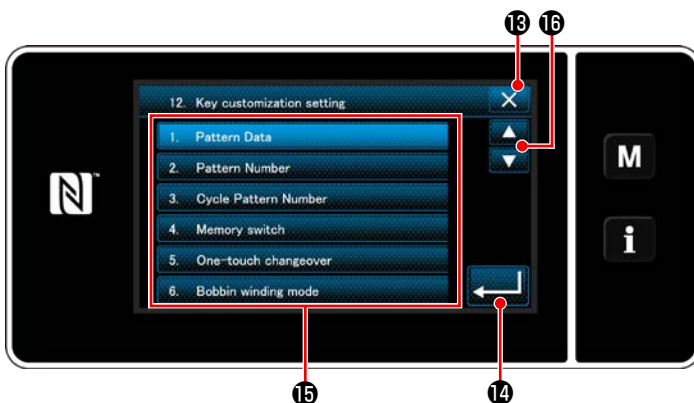 ⓭ ⓰
12. Key customization setting
1. Pattern Data
2. Pattern Number
3. Cycle Pattern Number
4. Memory switch
5. One-touch changeover
6. Bobbin winding mode
N™
M
i
⓯ ⓮